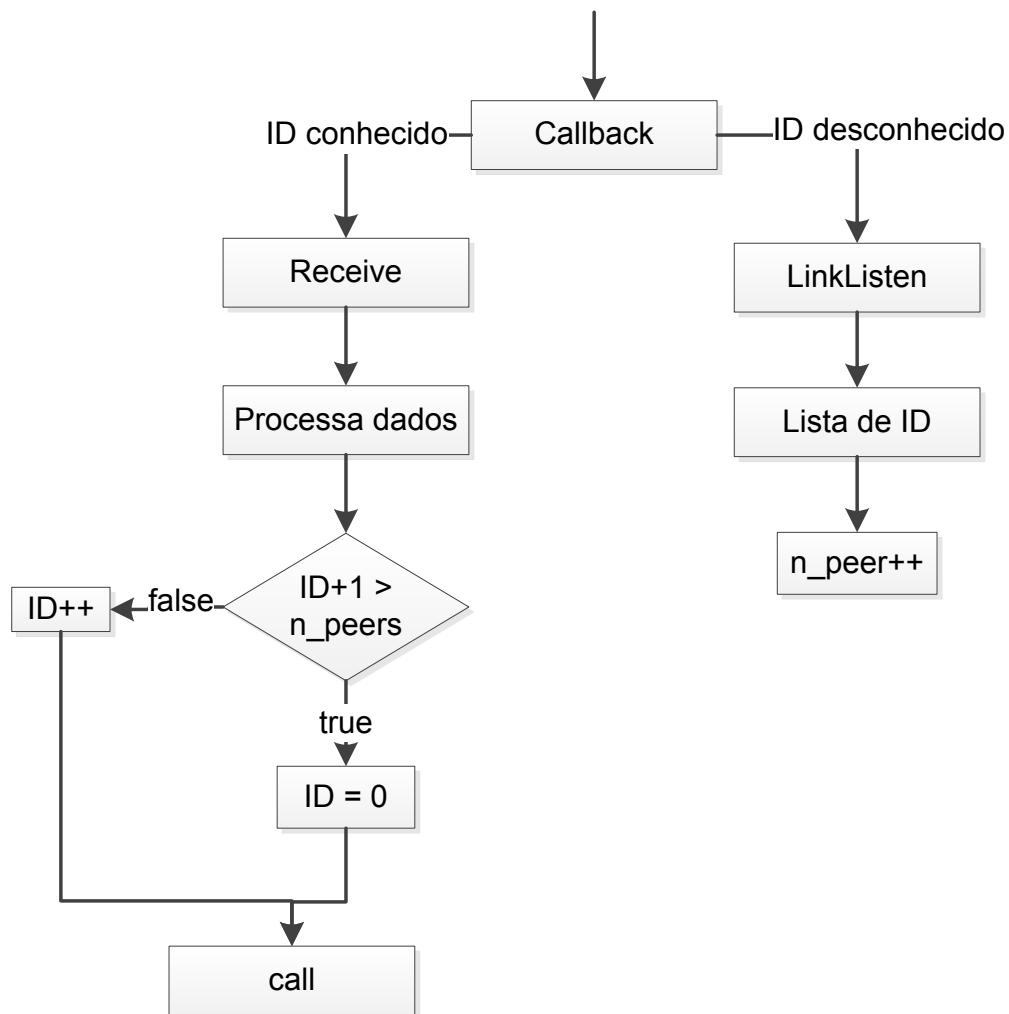 Callback
ID conhecido
ID desconhecido
Receive
LinkListen
Processa dados
Lista de ID
n_peer++
ID+1 >
n_peers
false
ID++
true
ID = 0
call